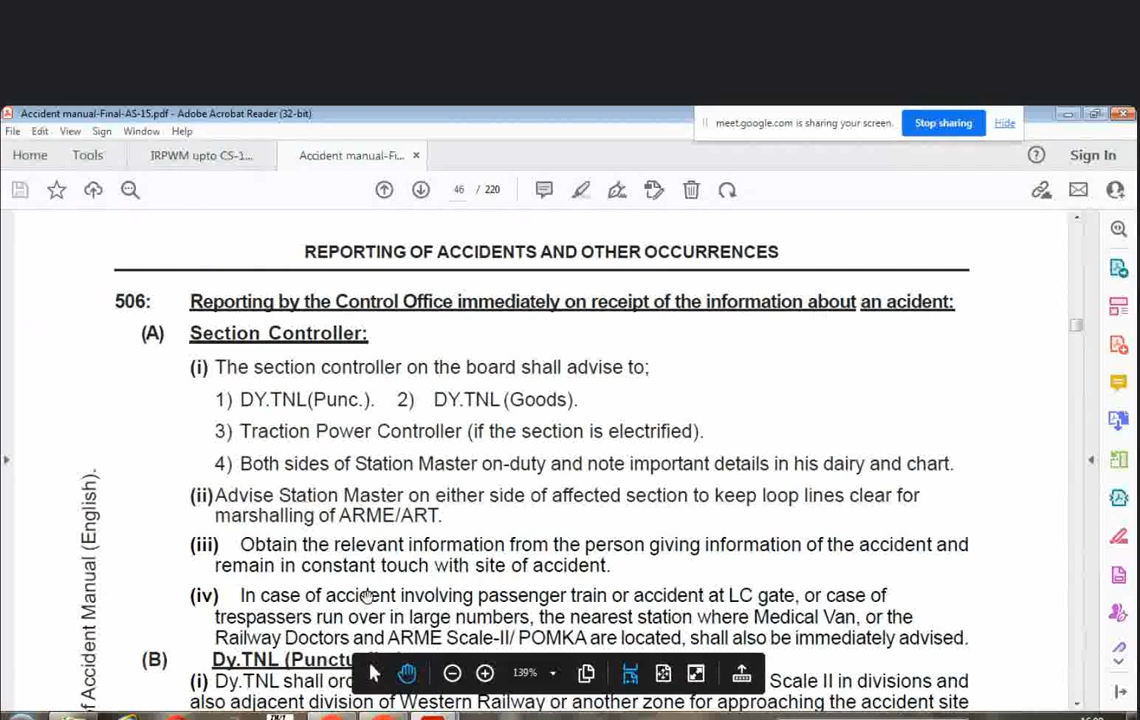 Accident manual-Final-AS-15.pdf - Adobe Acrobat Reader (32-bit)
meet.google.com is sharing your screen. Stop sharing Hide
File Edit View Sign Window Help
Home Tools IRPWM upto CS-1... Accident manual-Fi... × Sign In
46 / 220
REPORTING OF ACCIDENTS AND OTHER OCCURRENCES
506: Reporting by the Control Office immediately on receipt of the information about an acident:
(A) Section Controller:
(i) The section controller on the board shall advise to;
1) DY.TNL(Punc.). 2) DY.TNL (Goods).
3) Traction Power Controller (if the section is electrified).
4) Both sides of Station Master on-duty and note important details in his dairy and chart.
(ii) Advise Station Master on either side of affected section to keep loop lines clear for
marshalling of ARME/ART.
(iii) Obtain the relevant information from the person giving information of the accident and
remain in constant touch with site of accident.
(iv) In case of accident involving passenger train or accident at LC gate, or case of
trespassers run over in large numbers, the nearest station where Medical Van, or the
Railway Doctors and ARME Scale-II/ POMKA are located, shall also be immediately advised.
(B) Dy.TNL (Punctu
139%
(i) Dy.TNL shall ord Scale II in divisions and
also adjacent division of Western Railway or another zone for approaching the accident site
of Accident Manual (English).